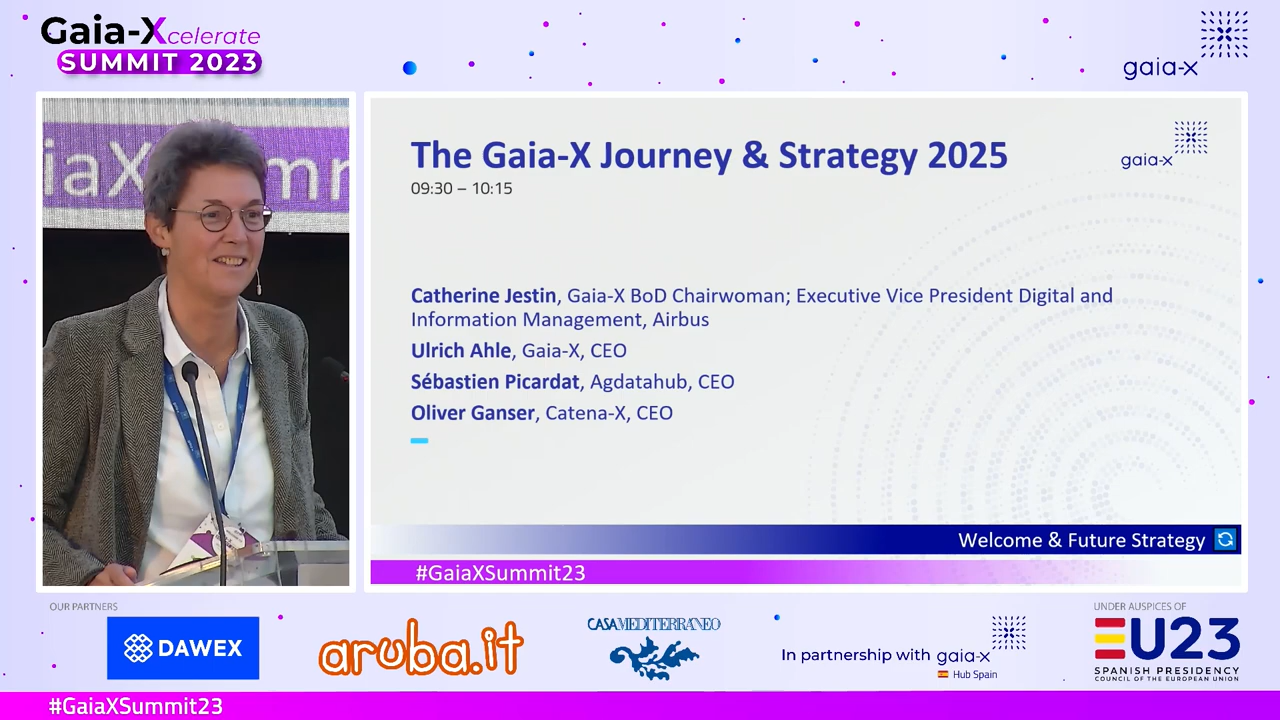 Gaia-Xcelerate
SUMMIT 2023
gaia-x
iaX Summ
The Gaia-X Journey & Strategy 2025
09:30 – 10:15
gaia-x
Catherine Jestin, Gaia-X BoD Chairwoman; Executive Vice President Digital and
Information Management, Airbus
Ulrich Ahle, Gaia-X, CEO
Sébastien Picardat, Agdatahub, CEO
Oliver Ganser, Catena-X, CEO
Welcome & Future Strategy
#GaiaXSummit23
OUR PARTNERS
DAWEX
aruba.it
CASAMEDITERRANEO
In partnership with gaia-x
Hub Spain
UNDER AUSPICES OF
EU23
SPANISH PRESIDENCY
COUNCIL OF THE EUROPEAN UNION
#GaiaXSummit23